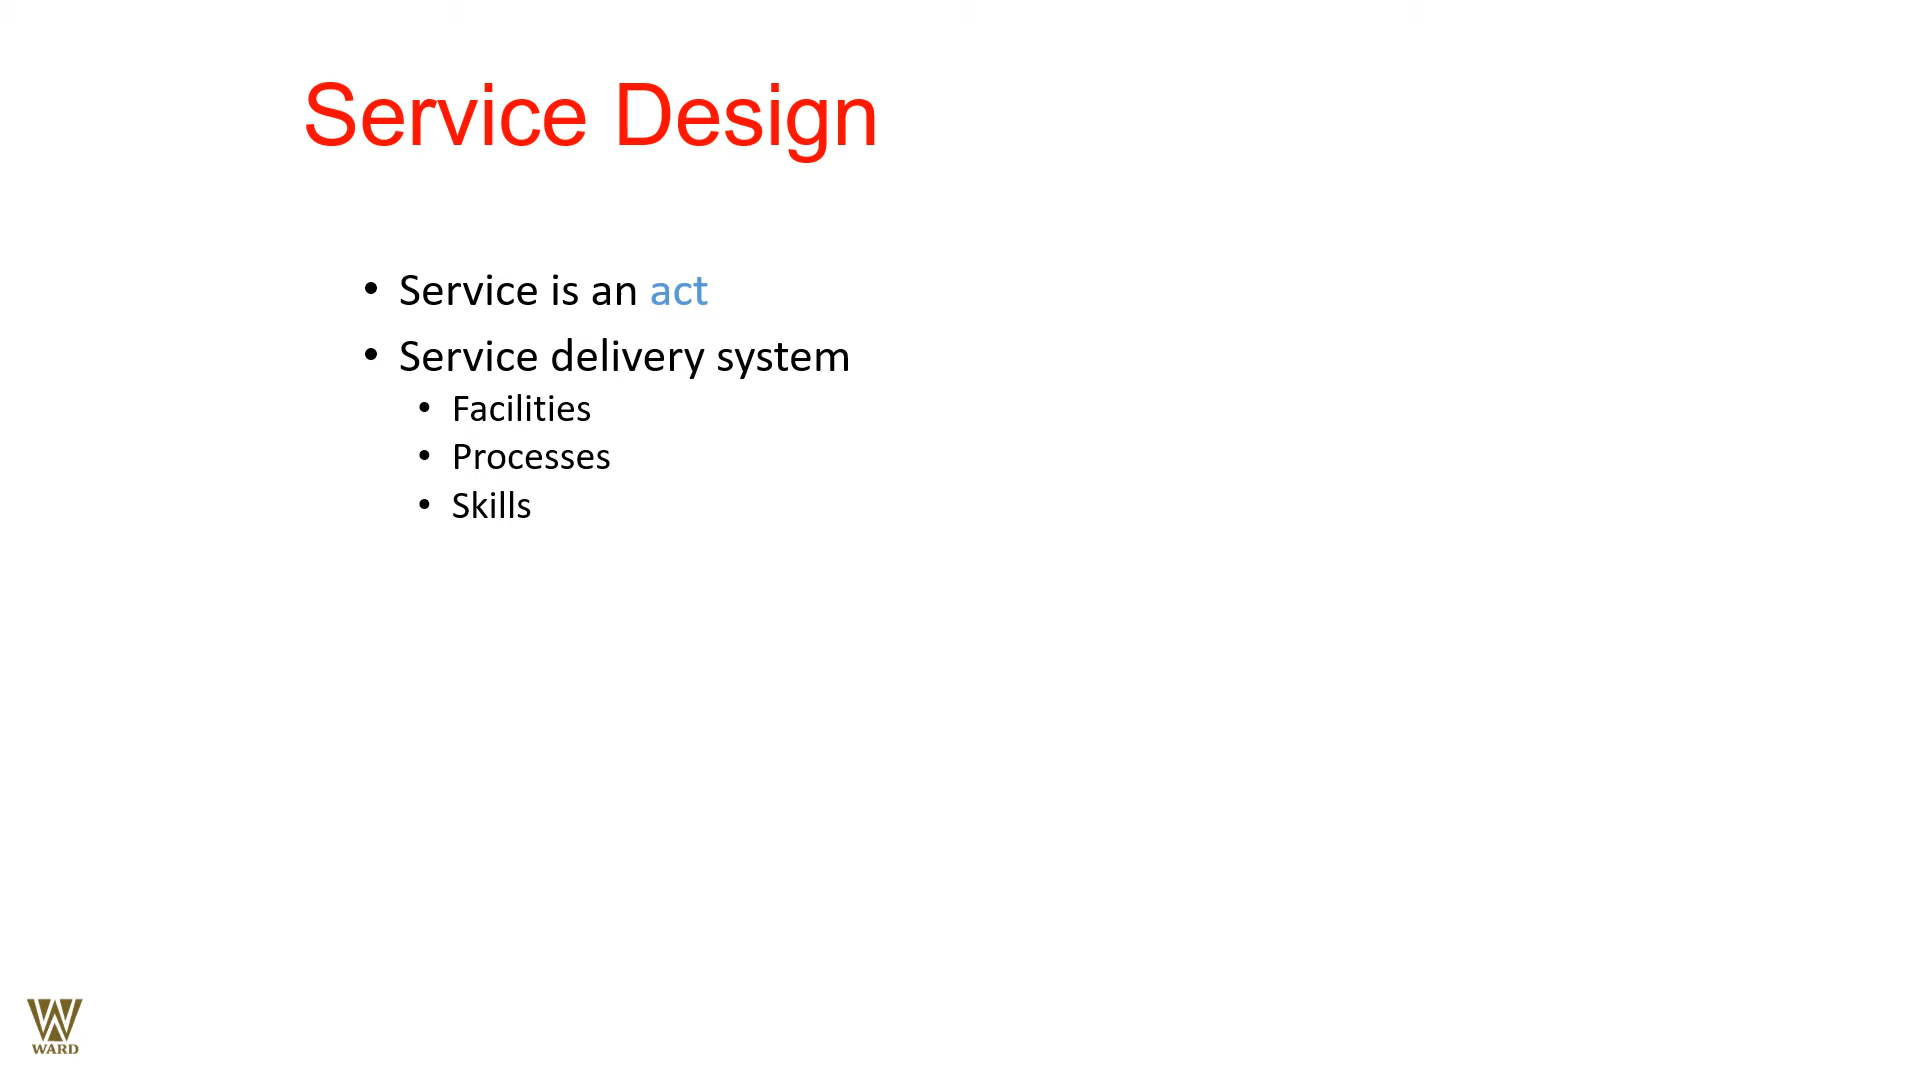 Service Design
• Service is an act
• Service delivery system
• Facilities
• Processes
• Skills
WARD